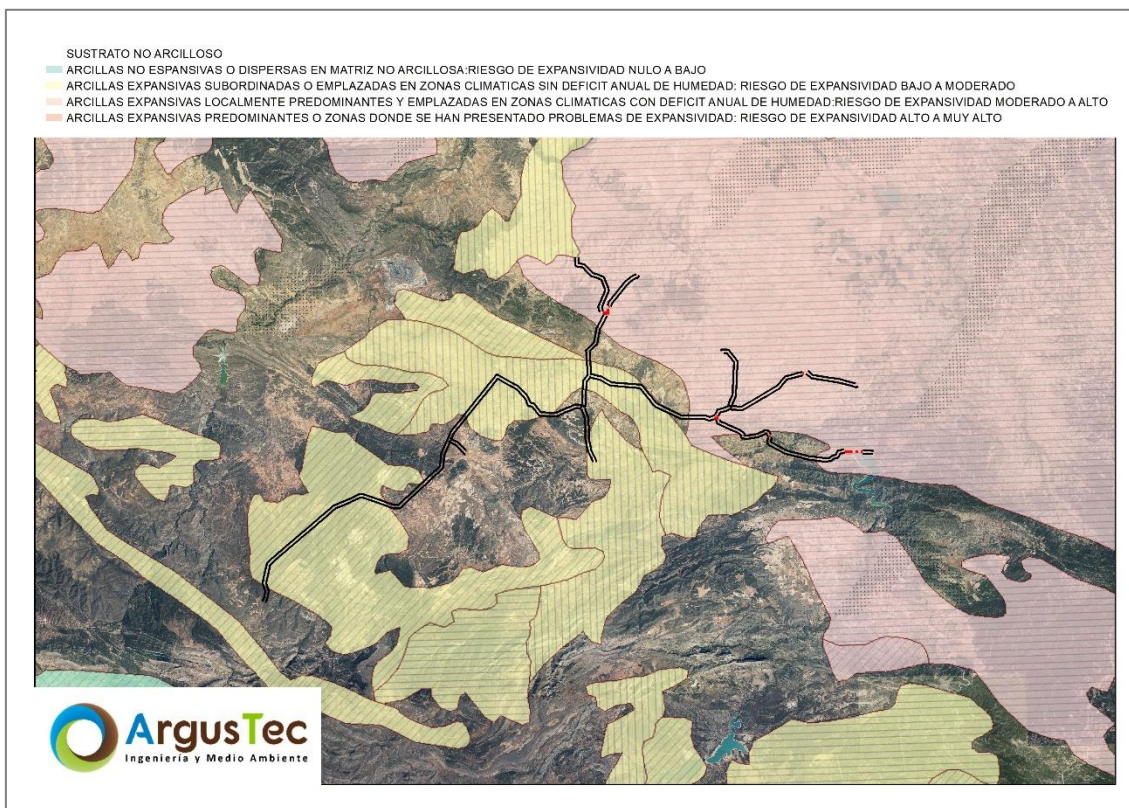 SUSTRATO NO ARCILLOSO
ARCILLAS NO ESPANSIVAS O DISPERSAS EN MATRIZ NO ARCILLOSA:RIESGO DE EXPANSIVIDAD NULO A BAJO
ARCILLAS EXPANSIVAS SUBORDINADAS O EMPLAZADAS EN ZONAS CLIMATICAS SIN DEFICIT ANUAL DE HUMEDAD: RIESGO DE EXPANSIVIDAD BAJO A MODERADO
ARCILLAS EXPANSIVAS LOCALMENTE PREDOMINANTES Y EMPLAZADAS EN ZONAS CLIMATICAS CON DEFICIT ANUAL DE HUMEDAD:RIESGO DE EXPANSIVIDAD MODERADO A ALTO
ARCILLAS EXPANSIVAS PREDOMINANTES O ZONAS DONDE SE HAN PRESENTADO PROBLEMAS DE EXPANSIVIDAD: RIESGO DE EXPANSIVIDAD ALTO A MUY ALTO
ArgusTec
Ingeniería y Medio Ambiente